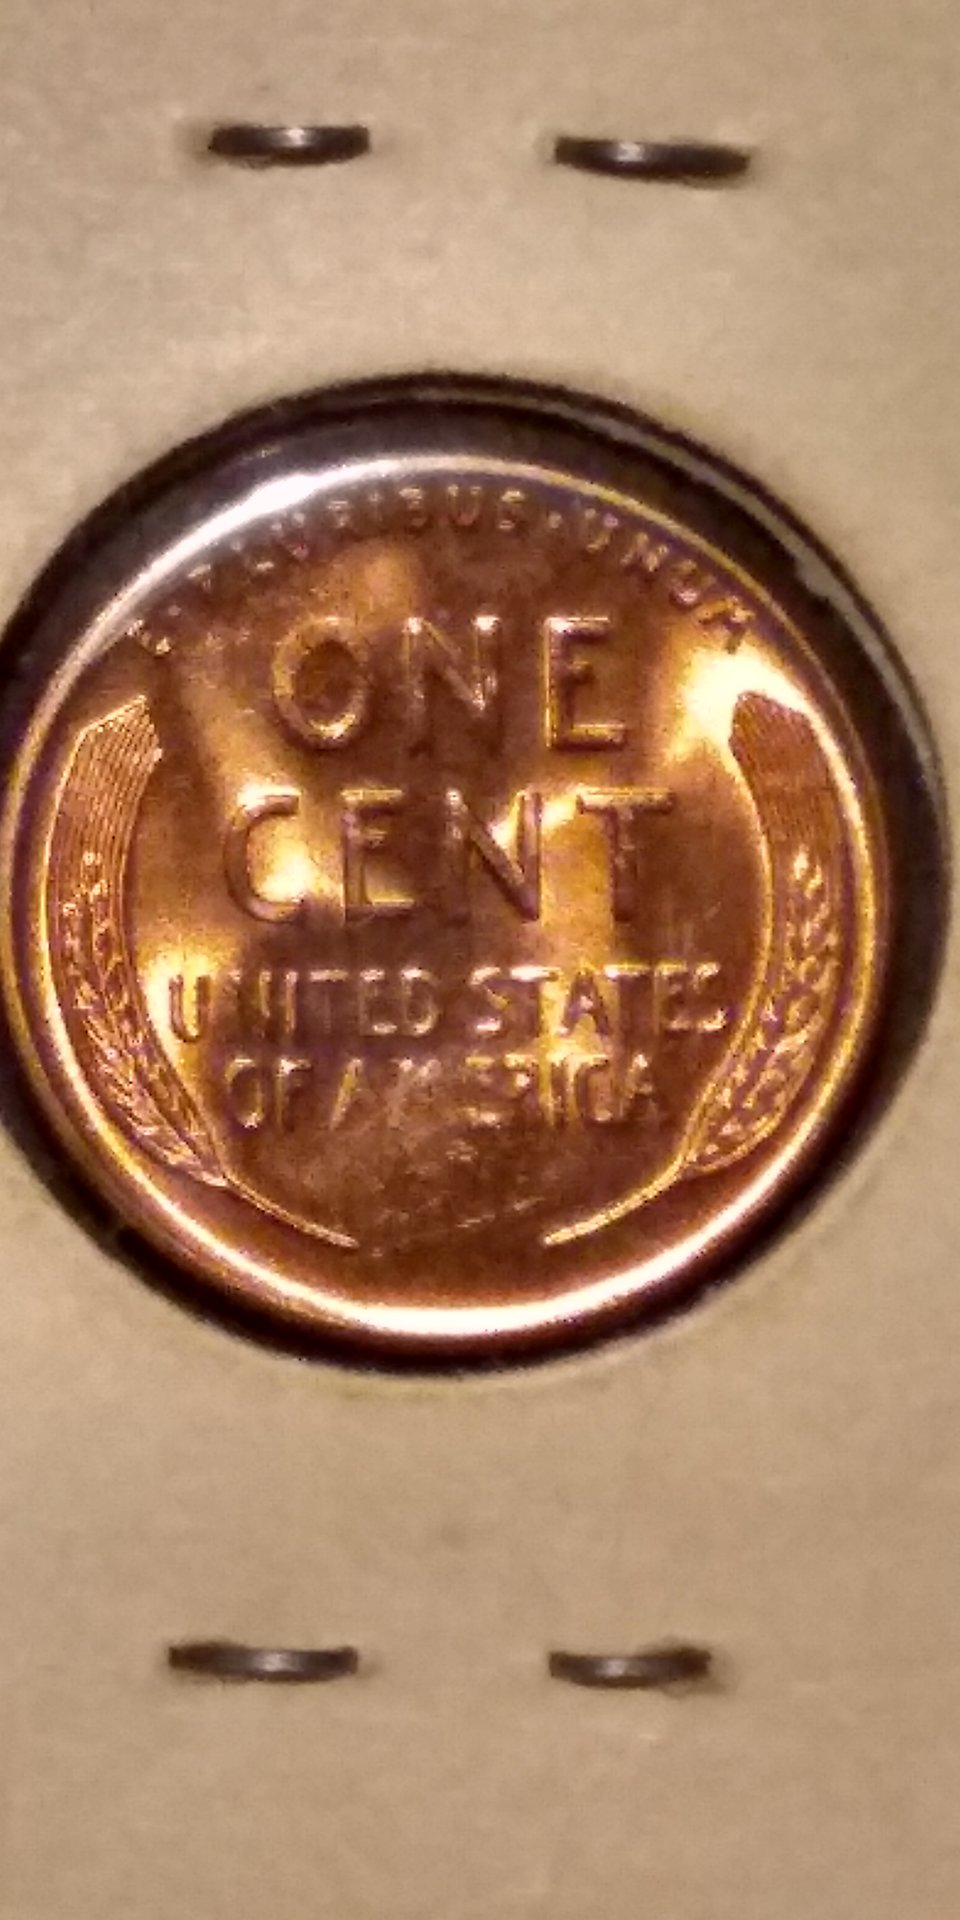 E·PLURIBUS·UNUM
ONE
CENT
UNITED STATES
OF AMERICA